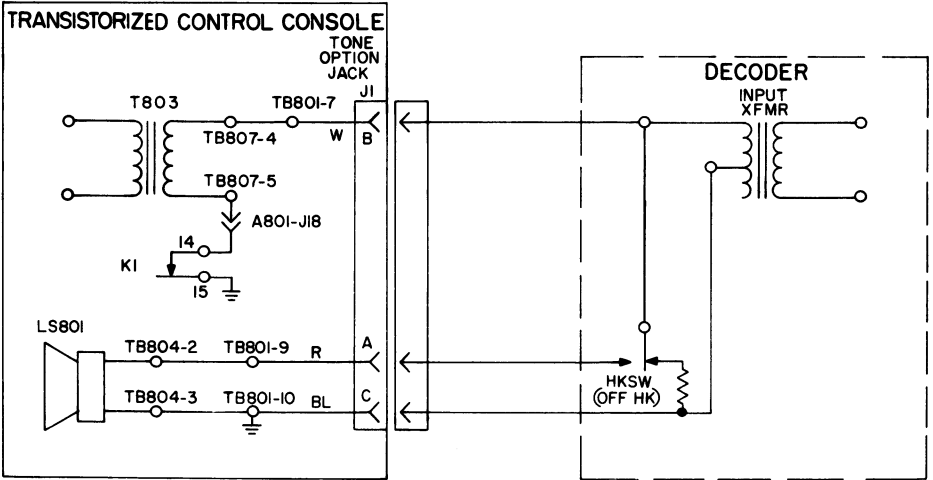 TRANSISTORIZED CONTROL CONSOLE
TONE
OPTION
JACK
J1
T803
TB801-7
TB807-4
W
B
TB807-5
A801-J18
14
K1
15
LS801
TB804-2
TB801-9
R
A
TB804-3
TB801-10
BL
C
DECODER
INPUT
XFMR
HKSW
(OFF HK)